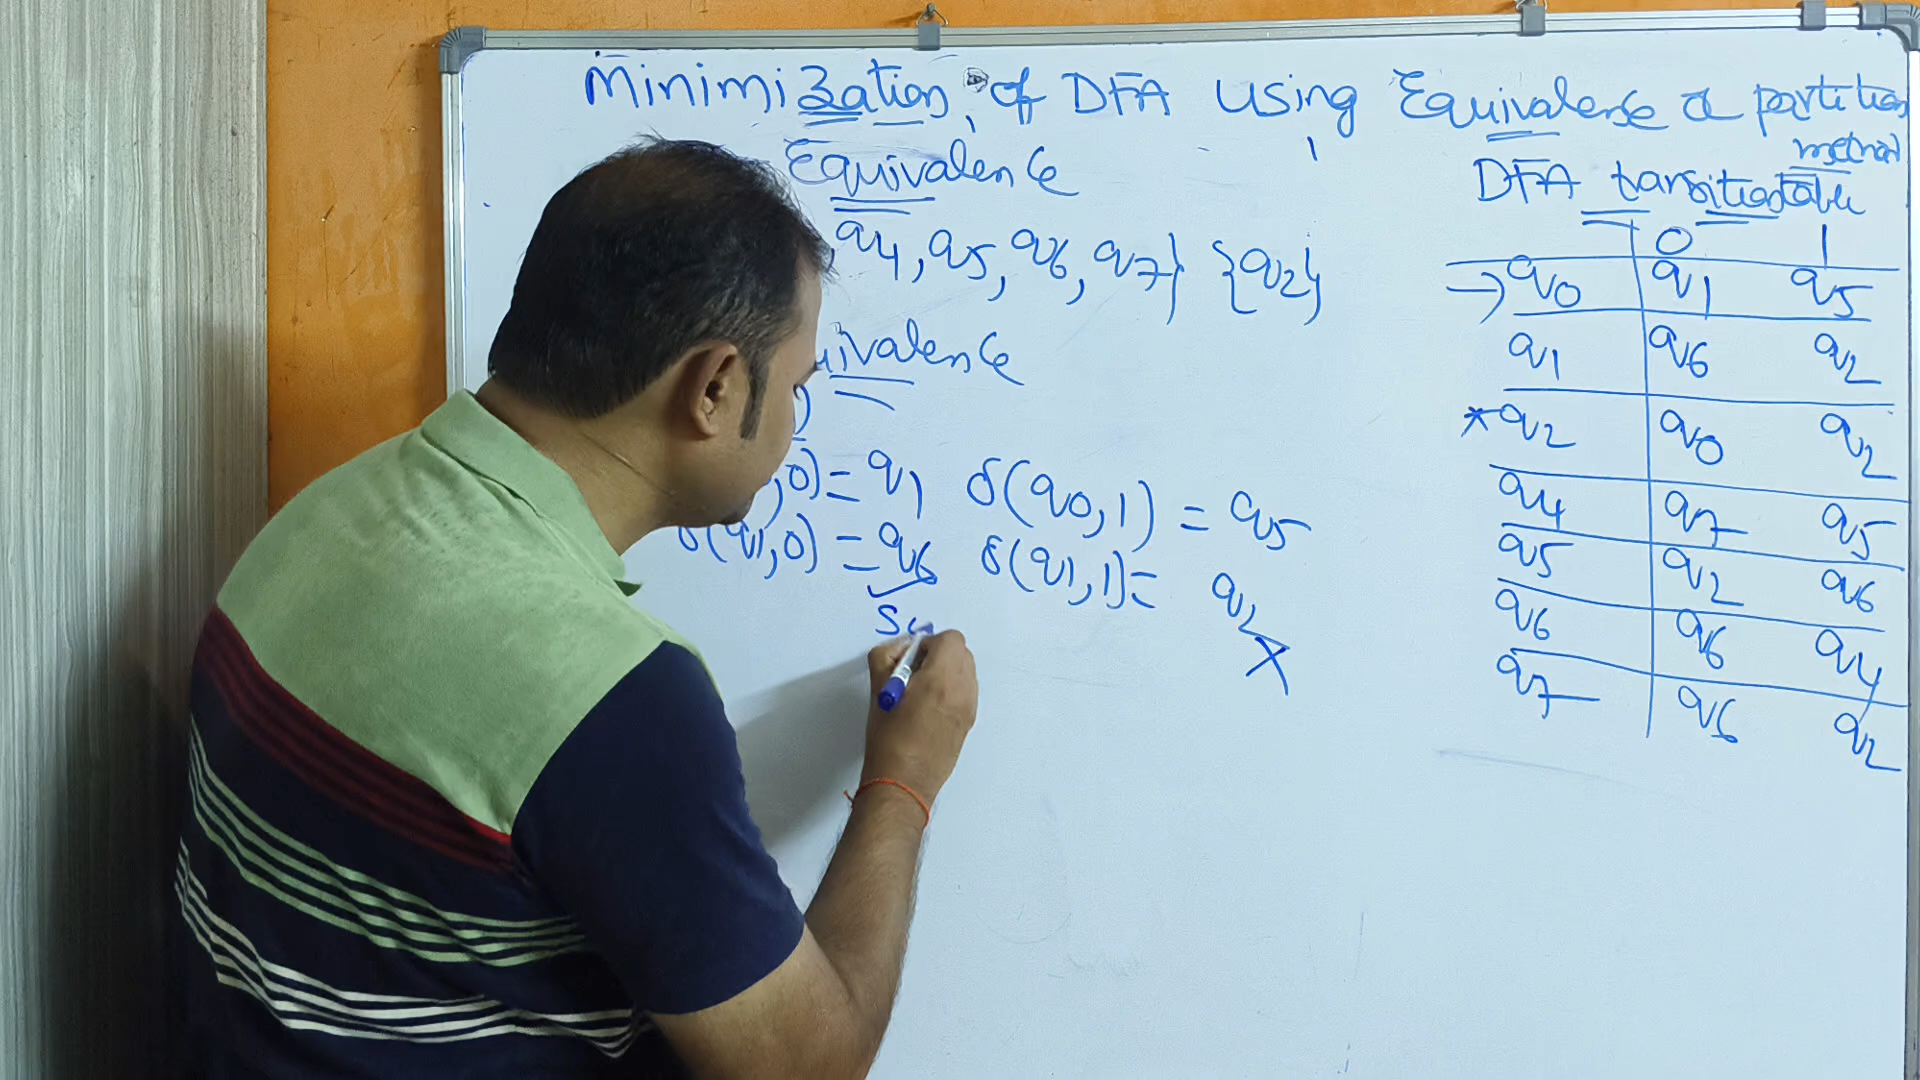 Minimization of DFA using Equivalence or partition method
Equivalence
, q4, q5, q6, q7} {q2}
uivalence
)
, 0) = q1 δ(q0, 1) = q5
δ(q1, 0) = q6 δ(q1, 1) = q2
X
DFA transition table
0 1
→ q0 q1 q5
q1 q6 q2
* q2 q0 q2
q4 q7 q5
q5 q2 q6
q6 q6 q4
q7 q6 q2